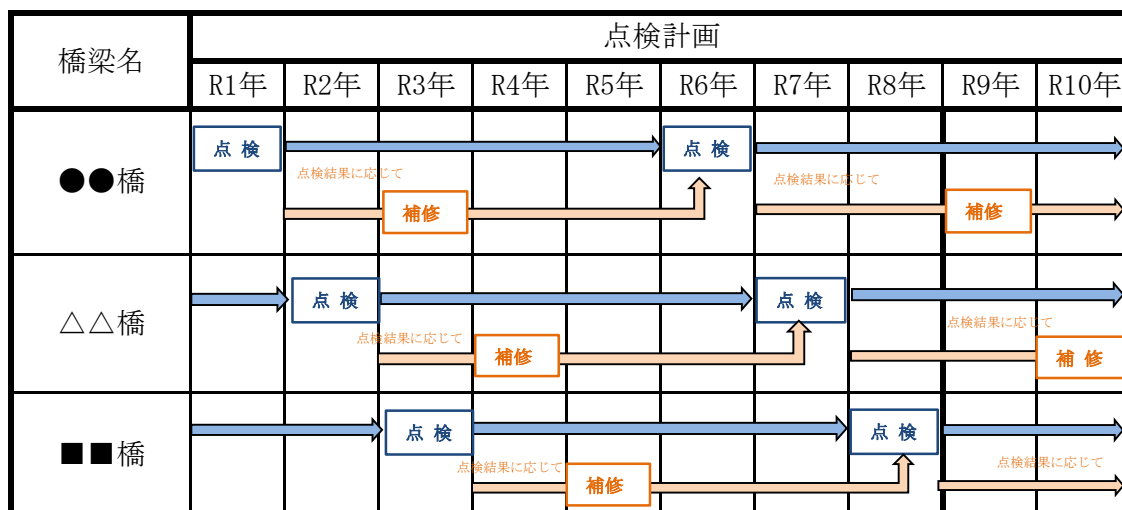 橋梁名
点検計画
R1年 R2年 R3年 R4年 R5年 R6年 R7年 R8年 R9年 R10年
●●橋
点 検 点 検
点検結果に応じて 点検結果に応じて
補修 補修
△△橋
点 検 点 検
点検結果に応じて 点検結果に応じて
補修 補 修
■■橋
点 検 点 検
点検結果に応じて 点検結果に応じて
補修